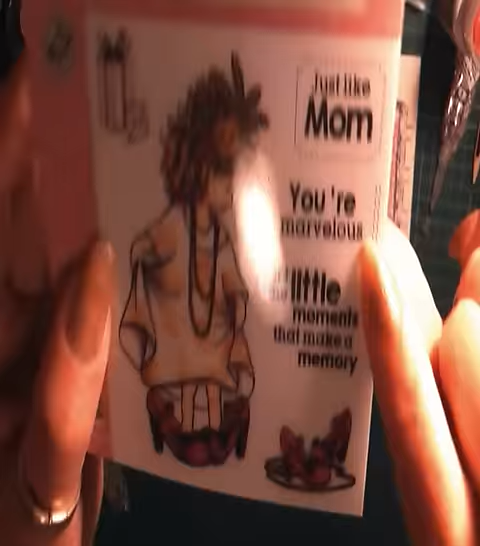 Just like
Mom
You're
marvelous
little
moments
that make a
memory